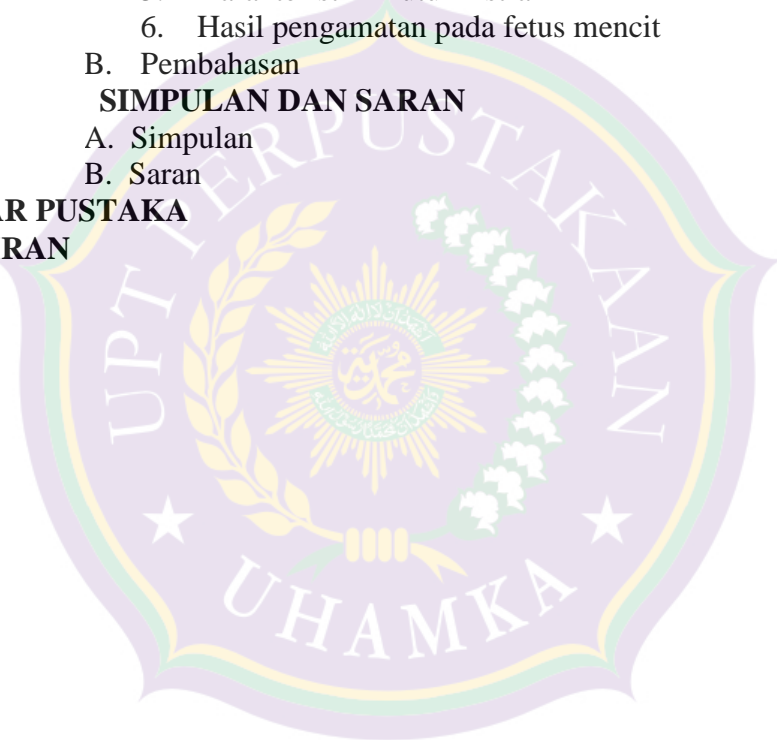 6. Hasil pengamatan pada fetus mencit
B. Pembahasan
SIMPULAN DAN SARAN
A. Simpulan
B. Saran
AR PUSTAKA
RAN
UPT PERPUSTAKAAN
UHAMKA